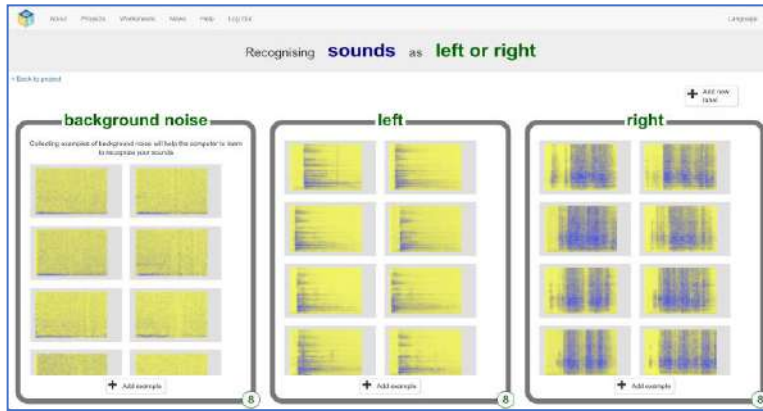 About Projects Worksheets News Help Log Out Language
Recognising sounds as left or right
< Back to project
Add new label
background noise
Collecting examples of background noise will help the computer to learn
to recognise your sounds
Add example
8
left
Add example
8
right
Add example
8